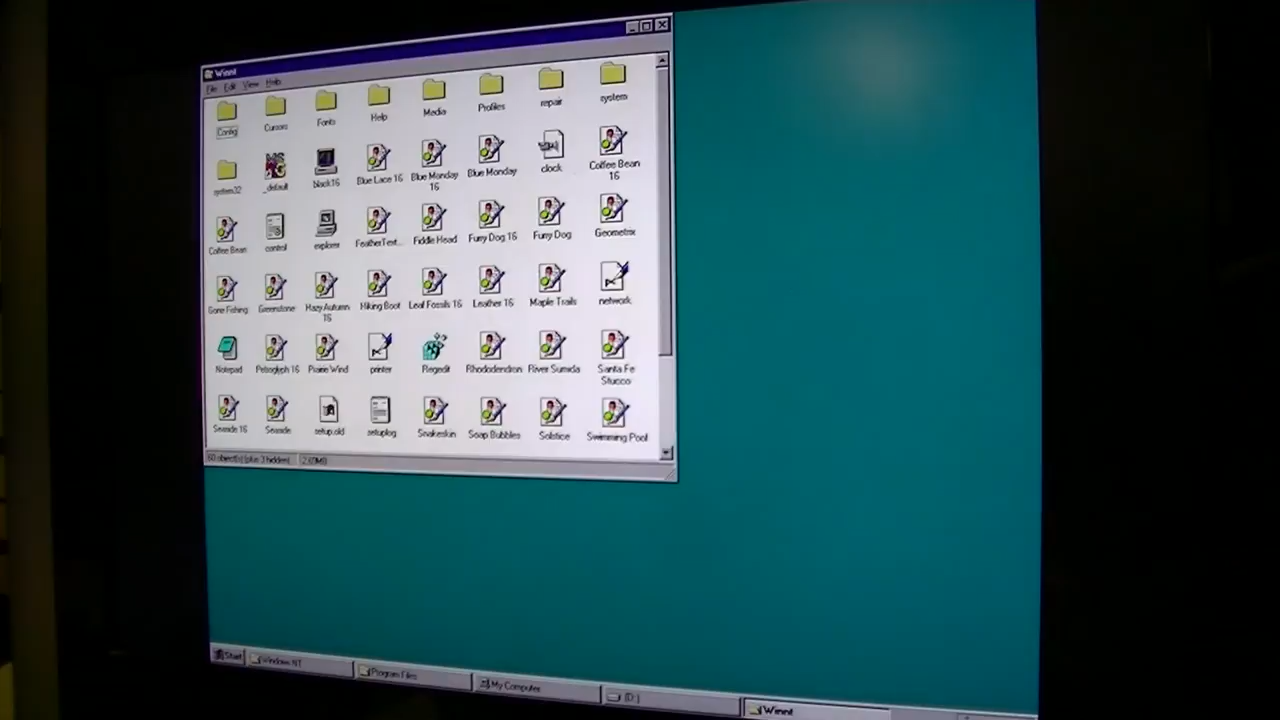 Winnt
File Edit View Help
Config Cursors Fonts Help Media Profiles repair system
system32 _default black16 Blue Lace 16 Blue Monday 16 Blue Monday clock Coffee Bean 16
Coffee Bean control explorer FeatherText... Fiddle Head Furry Dog 16 Furry Dog Geometrix
Gone Fishing Greenstone Hazy Autumn 16 Hiking Boot Leaf Fossils 16 Leather 16 Maple Trails network
Notepad Petroglyph 16 Prairie Wind printer Regedit Rhododendron River Sumida Santa Fe Stucco
Seaside 16 Seaside setup.old setuplog Snakeskin Soap Bubbles Solstice Swimming Pool
60 object(s) (plus 3 hidden) 2.60MB
Start Windows NT Program Files My Computer (D:) Winnt